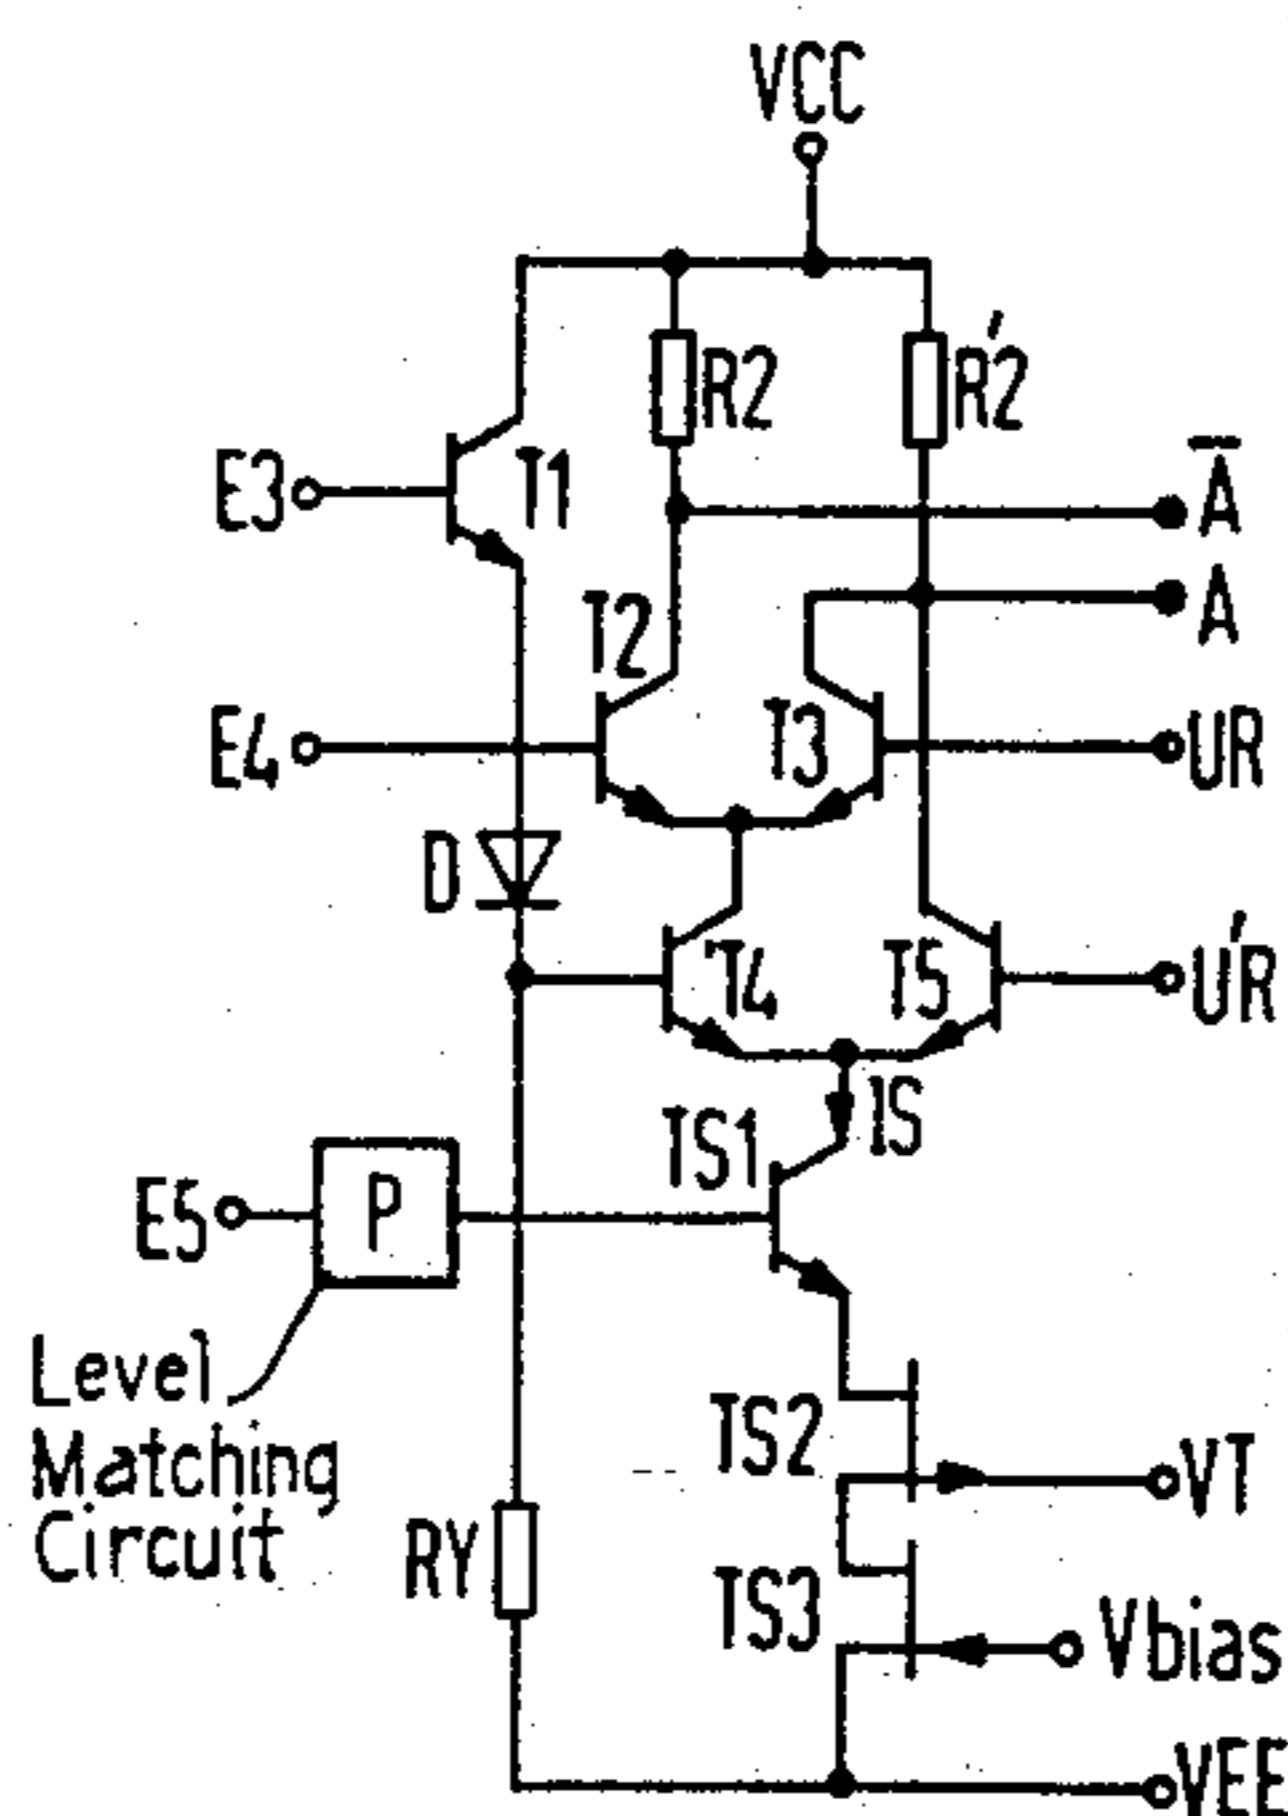 VCC
R2
R'2
E3
T1
A̅
A
T2
E4
T3
UR
D
T4
T5
U'R
IS
TS1
E5
P
Level
Matching
Circuit
TS2
VT
RY
TS3
Vbias
VEE